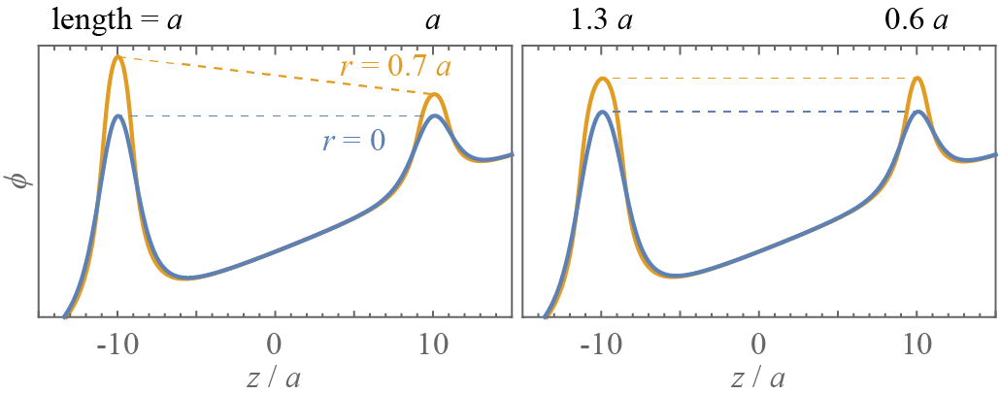 length = a a 1.3 a 0.6 a
r = 0.7 a
r = 0
ϕ
-10 0 10 -10 0 10
z / a z / a